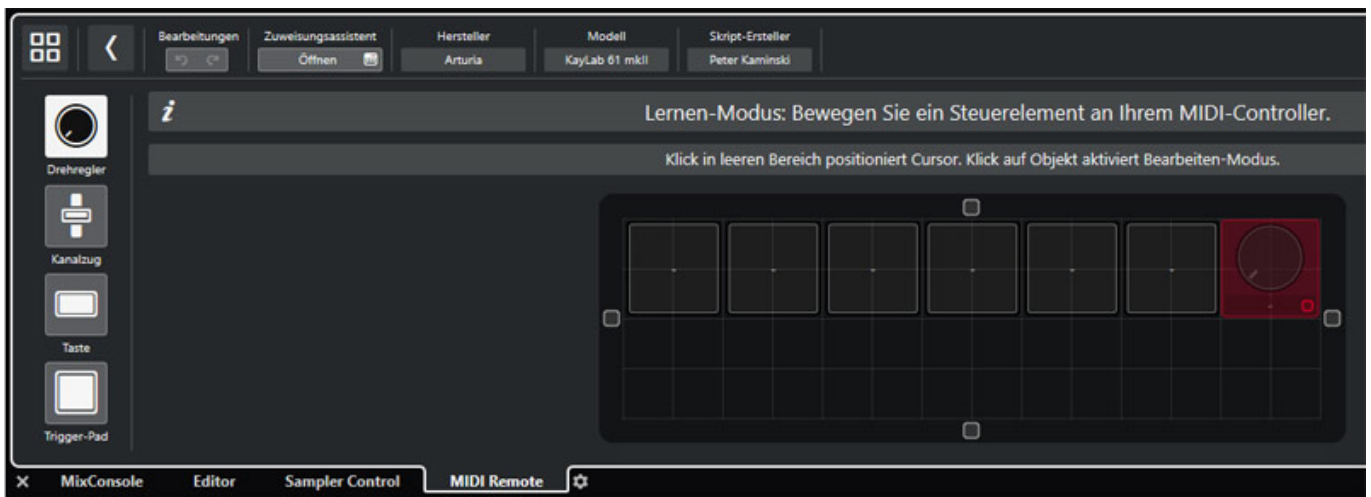 Bearbeitungen Zuweisungsassistent Hersteller Modell Skript-Ersteller
Öffnen Arturia KayLab 61 mkII Peter Kaminski
i Lernen-Modus: Bewegen Sie ein Steuerelement an Ihrem MIDI-Controller.
Klick in leeren Bereich positioniert Cursor. Klick auf Objekt aktiviert Bearbeiten-Modus.
Drehregler
Kanalzug
Taste
Trigger-Pad
MixConsole Editor Sampler Control MIDI Remote